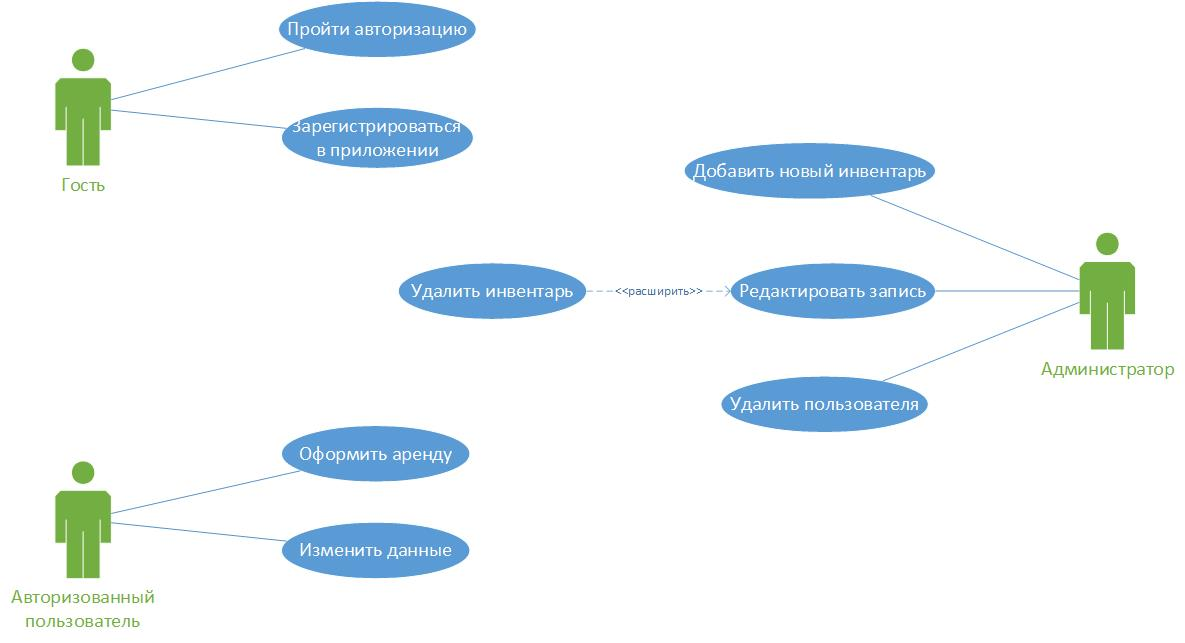 Пройти авторизацию
Зарегистрироваться
в приложении
Гость
Добавить новый инвентарь
Удалить инвентарь
<<расширить>>
Редактировать запись
Администратор
Удалить пользователя
Оформить аренду
Изменить данные
Авторизованный
пользователь